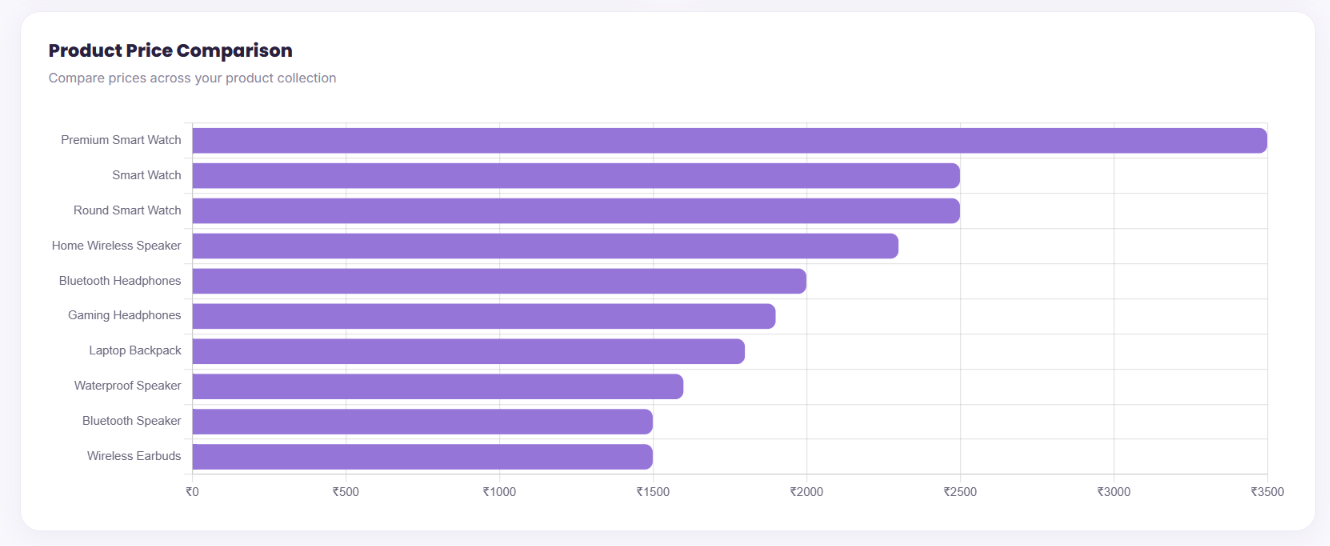 Product Price Comparison
Compare prices across your product collection
Premium Smart Watch
Smart Watch
Round Smart Watch
Home Wireless Speaker
Bluetooth Headphones
Gaming Headphones
Laptop Backpack
Waterproof Speaker
Bluetooth Speaker
Wireless Earbuds
₹0 ₹500 ₹1000 ₹1500 ₹2000 ₹2500 ₹3000 ₹3500